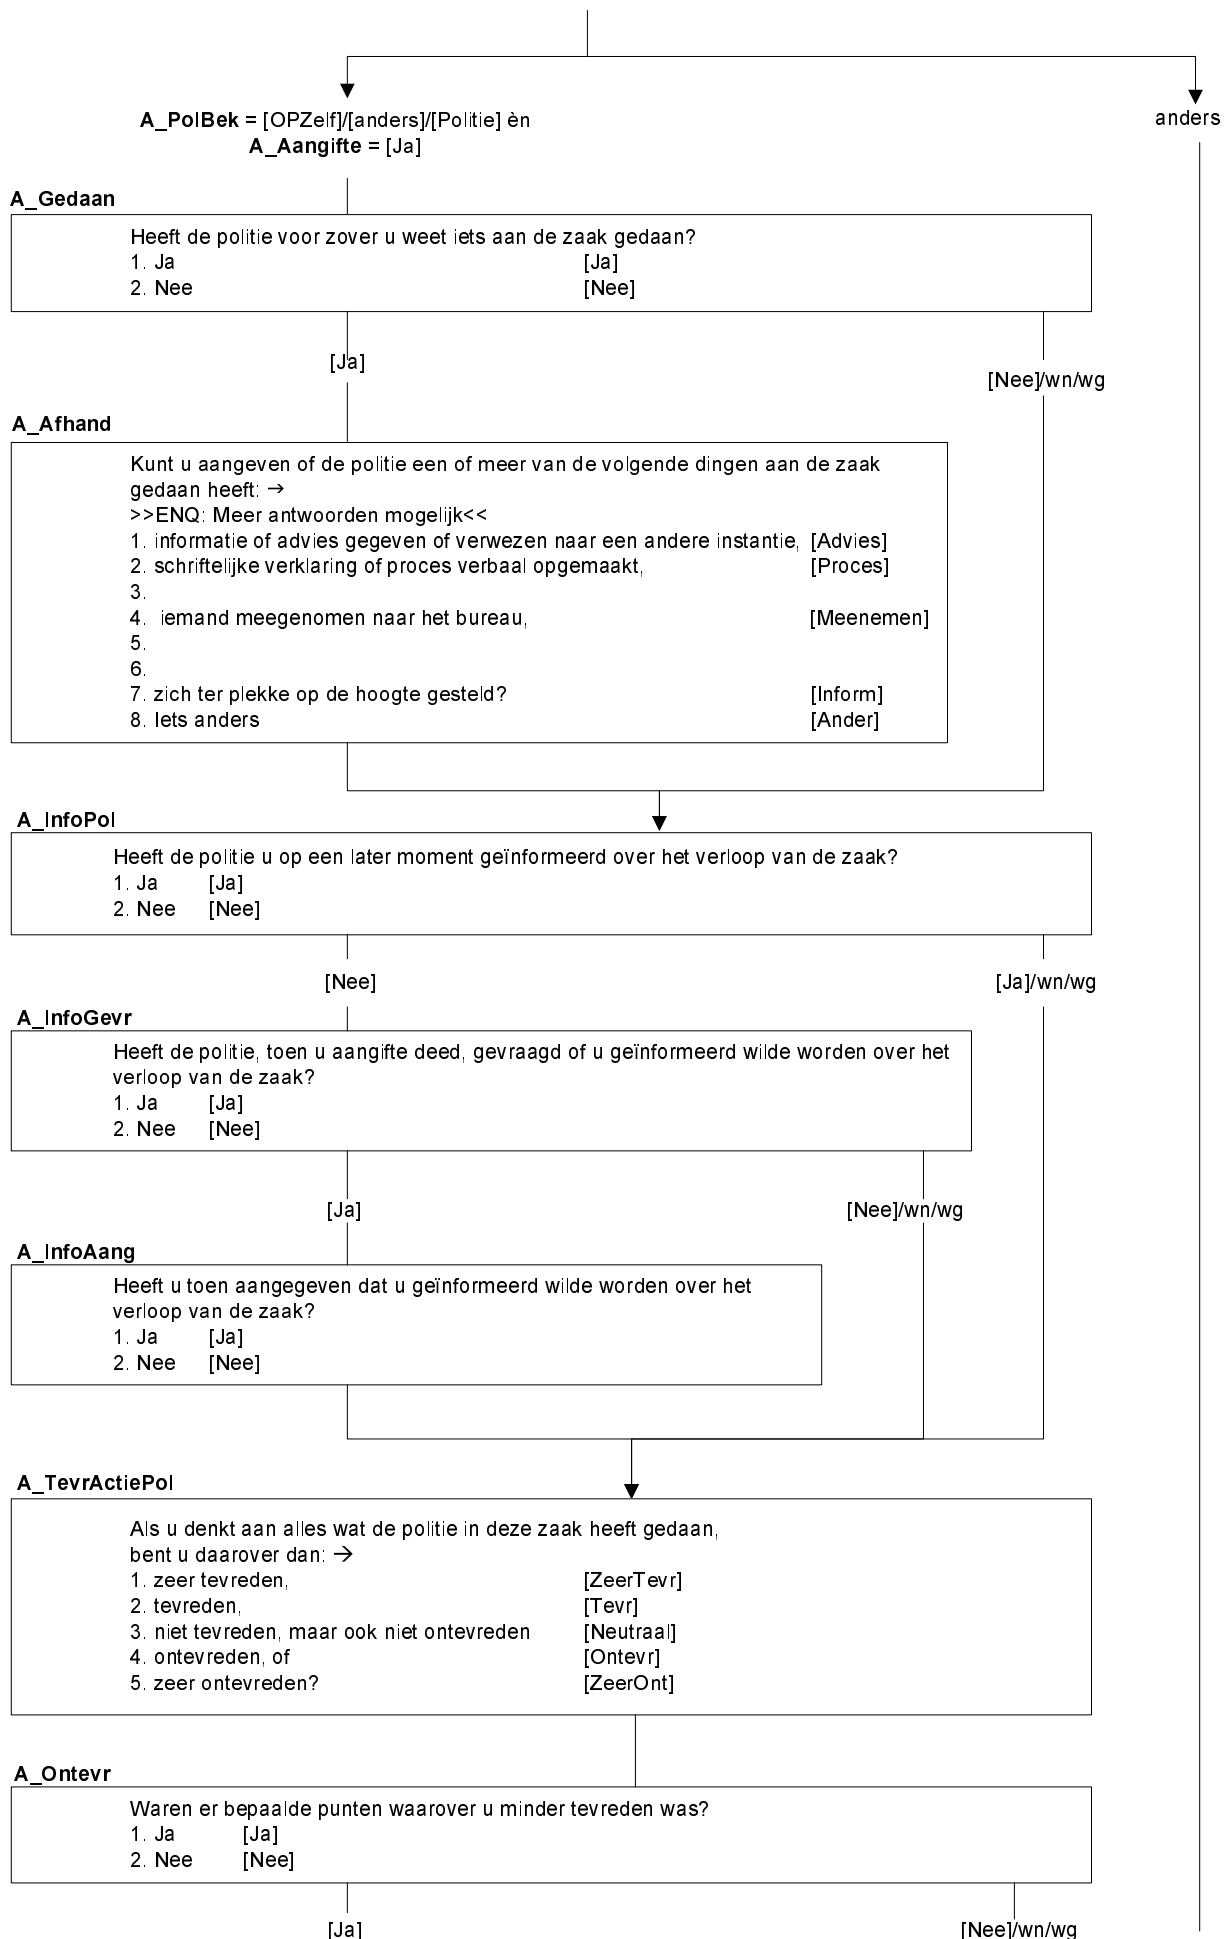 A_PolBek = [OPZelf]/[anders]/[Politie] èn
A_Aangifte = [Ja]
anders
A_Gedaan
Heeft de politie voor zover u weet iets aan de zaak gedaan?
1. Ja [Ja]
2. Nee [Nee]
[Ja]
[Nee]/wn/wg
A_Afhand
Kunt u aangeven of de politie een of meer van de volgende dingen aan de zaak
gedaan heeft: →
>>ENQ: Meer antwoorden mogelijk<<
1. informatie of advies gegeven of verwezen naar een andere instantie, [Advies]
2. schriftelijke verklaring of proces verbaal opgemaakt, [Proces]
3.
4. iemand meegenomen naar het bureau, [Meenemen]
5.
6.
7. zich ter plekke op de hoogte gesteld? [Inform]
8. Iets anders [Ander]
A_InfoPol
Heeft de politie u op een later moment geïnformeerd over het verloop van de zaak?
1. Ja [Ja]
2. Nee [Nee]
[Nee] [Ja]/wn/wg
A_InfoGevr
Heeft de politie, toen u aangifte deed, gevraagd of u geïnformeerd wilde worden over het
verloop van de zaak?
1. Ja [Ja]
2. Nee [Nee]
[Ja] [Nee]/wn/wg
A_InfoAang
Heeft u toen aangegeven dat u geïnformeerd wilde worden over het
verloop van de zaak?
1. Ja [Ja]
2. Nee [Nee]
A_TevrActiePol
Als u denkt aan alles wat de politie in deze zaak heeft gedaan,
bent u daarover dan: →
1. zeer tevreden, [ZeerTevr]
2. tevreden, [Tevr]
3. niet tevreden, maar ook niet ontevreden [Neutraal]
4. ontevreden, of [Ontevr]
5. zeer ontevreden? [ZeerOnt]
A_Ontevr
Waren er bepaalde punten waarover u minder tevreden was?
1. Ja [Ja]
2. Nee [Nee]
[Ja] [Nee]/wn/wg